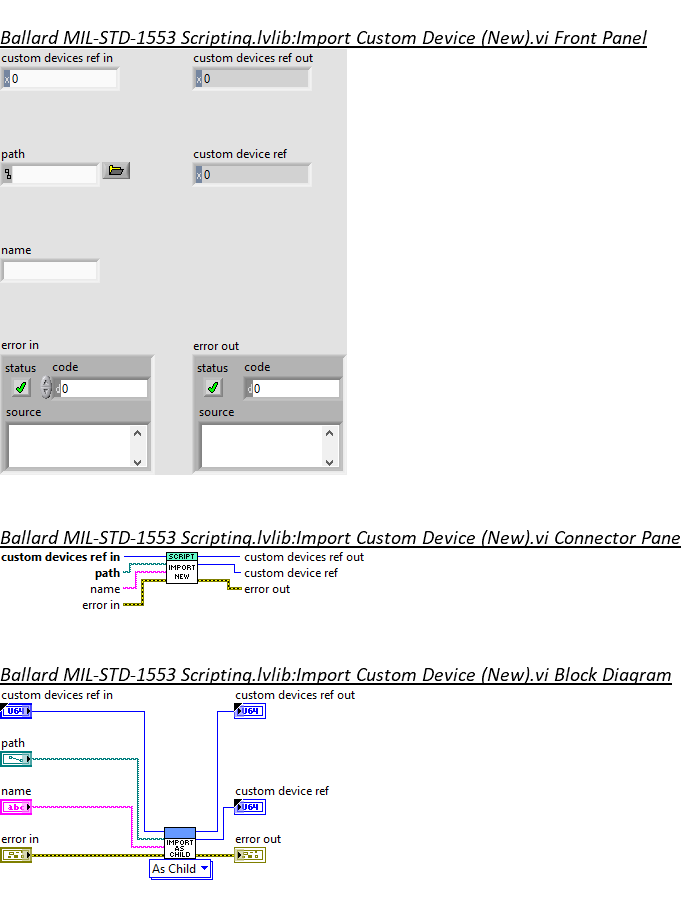 Ballard MIL-STD-1553 Scripting.lvlib:Import Custom Device (New).vi Front Panel
custom devices ref in custom devices ref out
x 0 x 0
path custom device ref
x 0
name
error in error out
status code status code
d 0 d 0
source source
Ballard MIL-STD-1553 Scripting.lvlib:Import Custom Device (New).vi Connector Pane
custom devices ref in SCRIPT custom devices ref out
path IMPORT custom device ref
name NEW error out
error in
Ballard MIL-STD-1553 Scripting.lvlib:Import Custom Device (New).vi Block Diagram
custom devices ref in custom devices ref out
U64 U64
path
name custom device ref
abc U64
error in error out
IMPORT
AS
CHILD
As Child